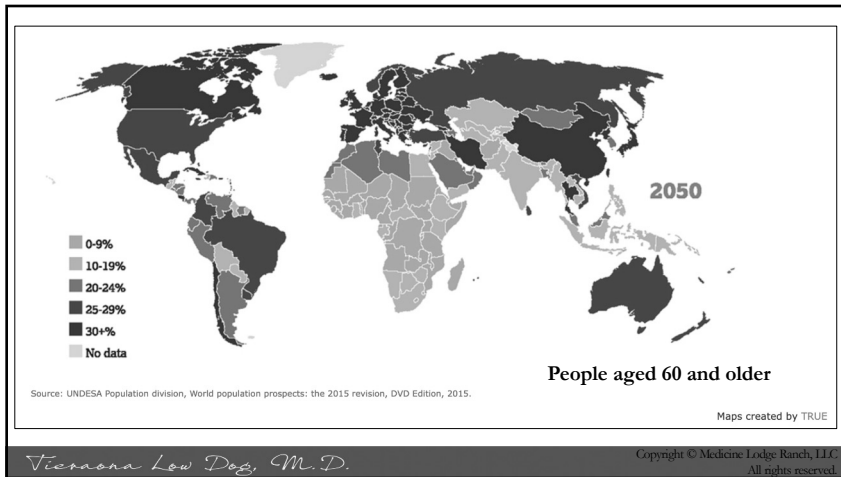 2050
0-9%
10-19%
20-24%
25-29%
30+%
No data
People aged 60 and older
Source: UNDESA Population division, World population prospects: the 2015 revision, DVD Edition, 2015.
Maps created by TRUE
Tieraona Low Dog, M.D.
Copyright © Medicine Lodge Ranch, LLC
All rights reserved.